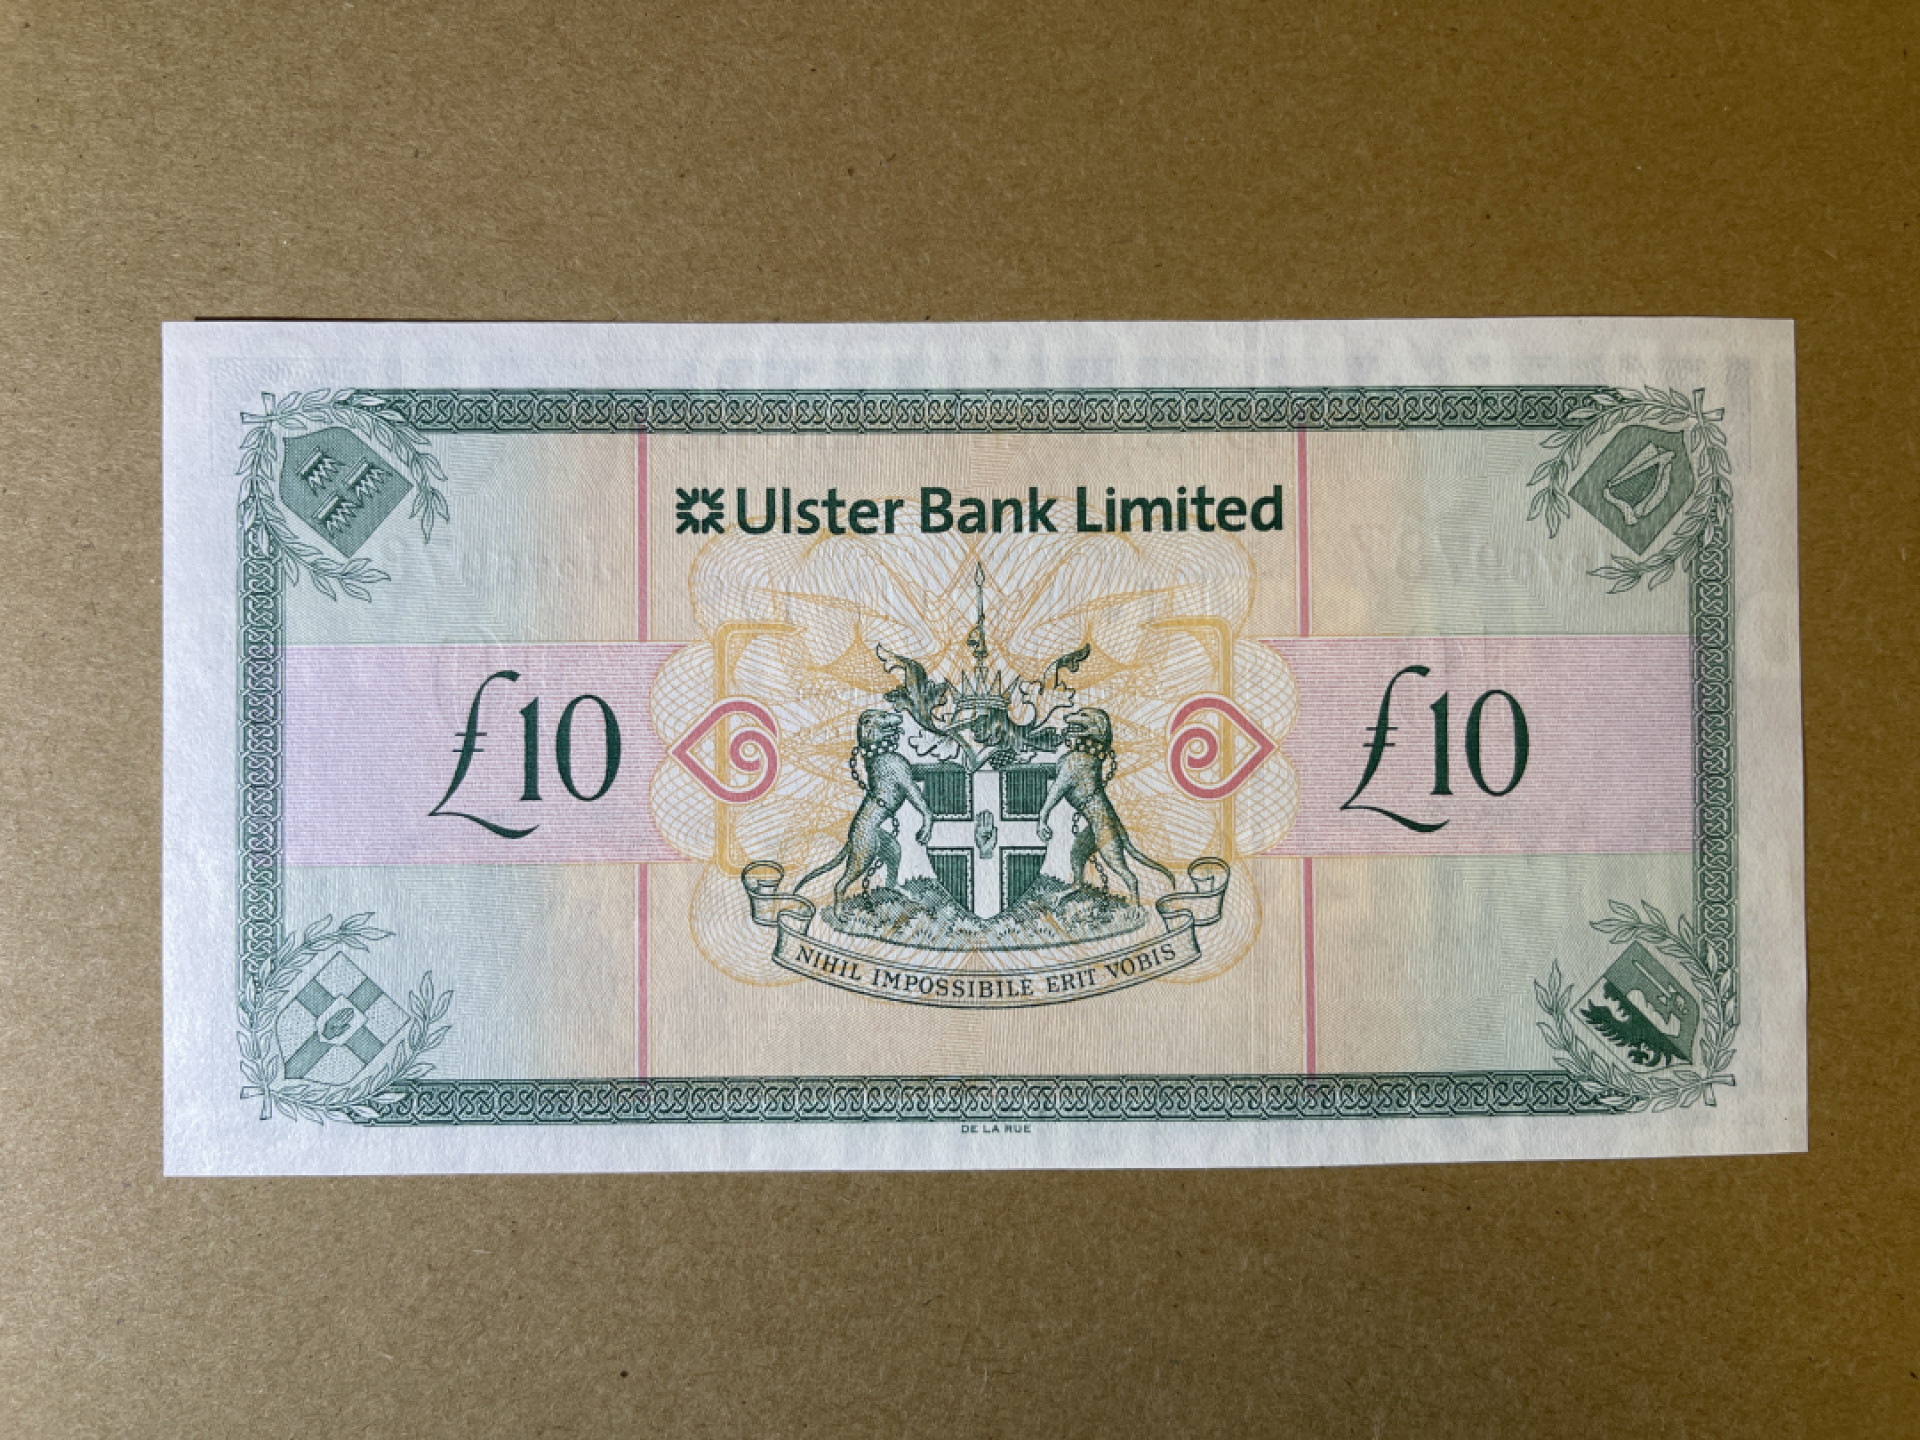 Ulster Bank Limited
£10
£10
NIHIL IMPOSSIBILE ERIT VOBIS
DE LA RUE